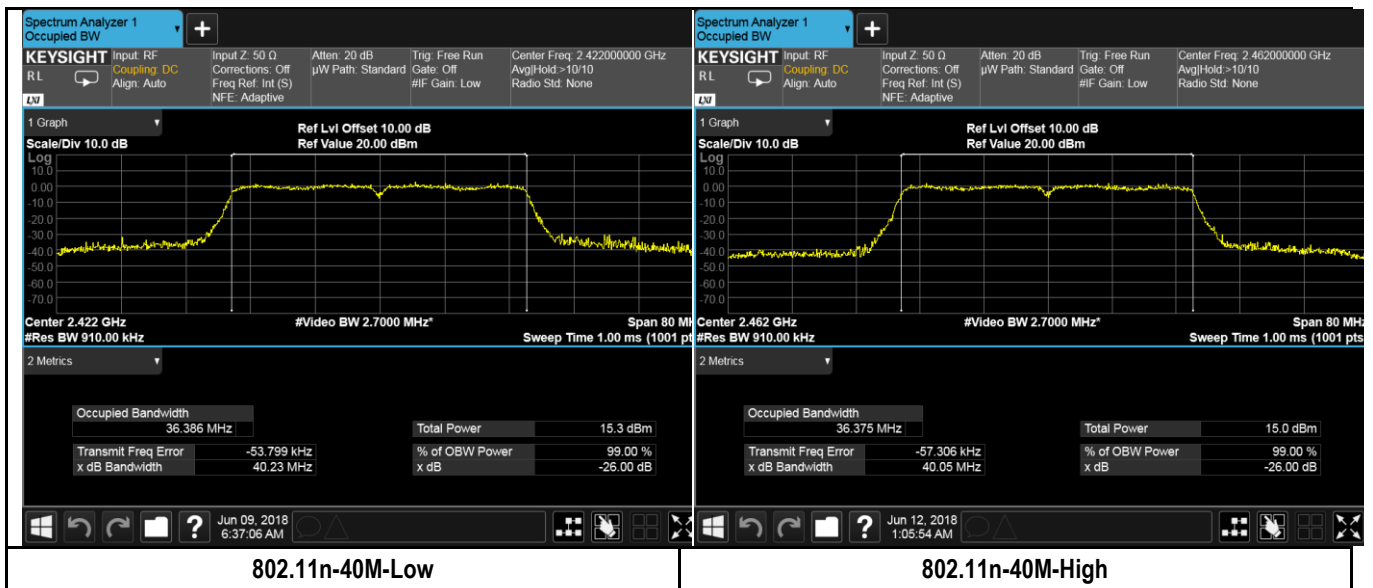 Spectrum Analyzer 1
Occupied BW
+
KEYSIGHT
RL
LXI
Input: RF
Coupling: DC
Align: Auto
Input Z: 50 Ω
Corrections: Off
Freq Ref: Int (S)
NFE: Adaptive
Atten: 20 dB
µW Path: Standard
Trig: Free Run
Gate: Off
#IF Gain: Low
Center Freq: 2.422000000 GHz
Avg|Hold:>10/10
Radio Std: None
1 Graph
Scale/Div 10.0 dB
Ref Lvl Offset 10.00 dB
Ref Value 20.00 dBm
Log
10.0
0.00
-10.0
-20.0
-30.0
-40.0
-50.0
-60.0
-70.0
Center 2.422 GHz
#Video BW 2.7000 MHz*
Span 80 MH
#Res BW 910.00 kHz
Sweep Time 1.00 ms (1001 pt
2 Metrics
Occupied Bandwidth
36.386 MHz
Total Power 15.3 dBm
Transmit Freq Error -53.799 kHz
% of OBW Power 99.00 %
x dB Bandwidth 40.23 MHz
x dB -26.00 dB
?
Jun 09, 2018
6:37:06 AM
802.11n-40M-Low
Spectrum Analyzer 1
Occupied BW
+
KEYSIGHT
RL
LXI
Input: RF
Coupling: DC
Align: Auto
Input Z: 50 Ω
Corrections: Off
Freq Ref: Int (S)
NFE: Adaptive
Atten: 20 dB
µW Path: Standard
Trig: Free Run
Gate: Off
#IF Gain: Low
Center Freq: 2.462000000 GHz
Avg|Hold:>10/10
Radio Std: None
1 Graph
Scale/Div 10.0 dB
Ref Lvl Offset 10.00 dB
Ref Value 20.00 dBm
Log
10.0
0.00
-10.0
-20.0
-30.0
-40.0
-50.0
-60.0
-70.0
Center 2.462 GHz
#Video BW 2.7000 MHz*
Span 80 MHz
#Res BW 910.00 kHz
Sweep Time 1.00 ms (1001 pts
2 Metrics
Occupied Bandwidth
36.375 MHz
Total Power 15.0 dBm
Transmit Freq Error -57.306 kHz
% of OBW Power 99.00 %
x dB Bandwidth 40.05 MHz
x dB -26.00 dB
?
Jun 12, 2018
1:05:54 AM
802.11n-40M-High